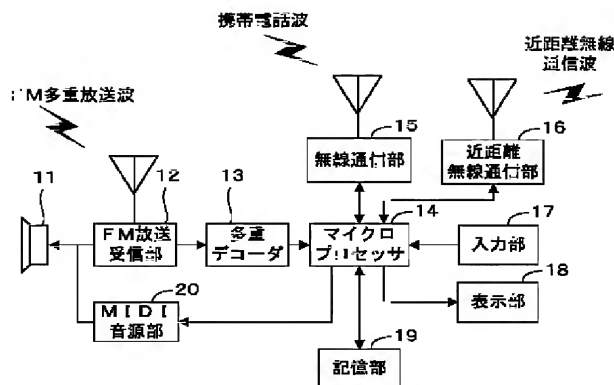 携帯電話波
近距離無線
通信波
FM多重放送波
15
無線通信部
16
近距離
無線通信部
11
12
FM放送
受信部
13
多重
デコーダ
14
マイクロ
プロセッサ
17
入力部
18
表示部
20
MIDI
音源部
19
記憶部